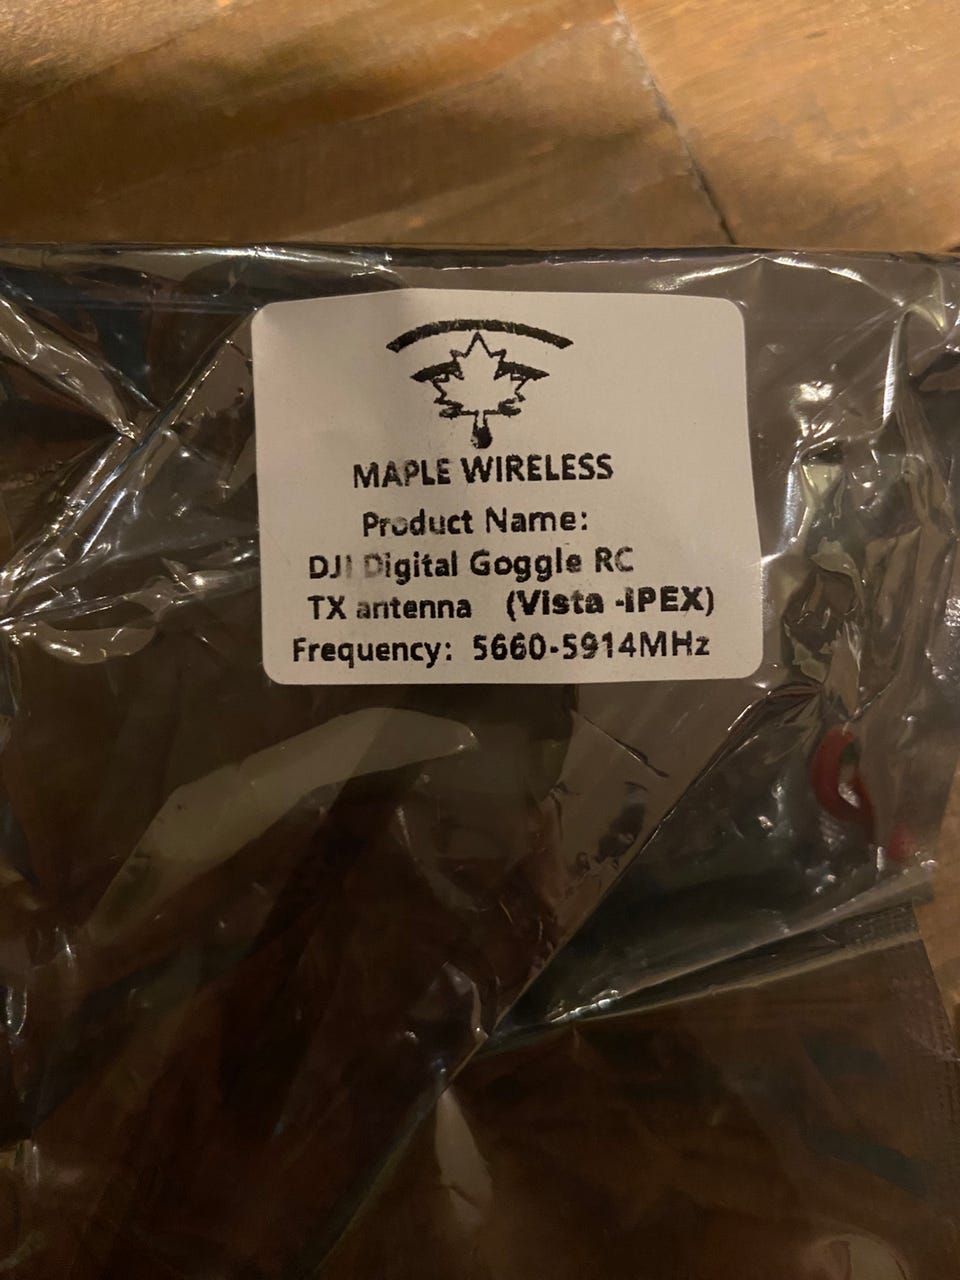 MAPLE WIRELESS
Product Name:
DJI Digital Goggle RC
TX antenna (Vista -IPEX)
Frequency: 5660-5914MHz